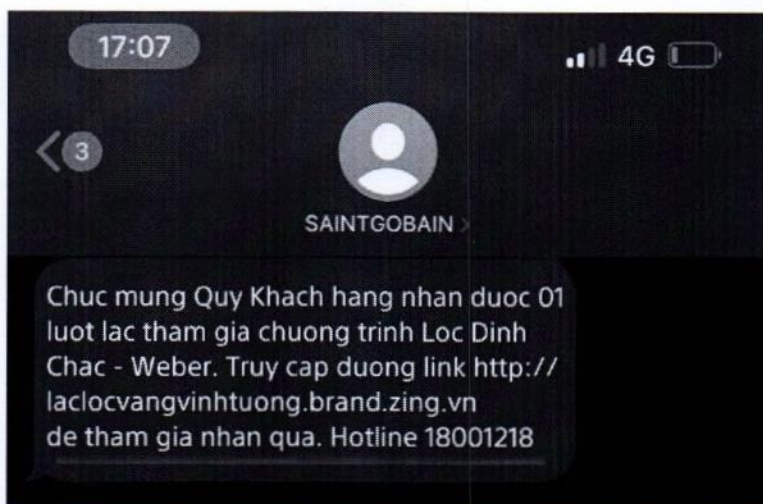 17:07
4G
3
SAINTGOBAIN
Chuc mung Quy Khach hang nhan duoc 01
luot lac tham gia chuong trinh Loc Dinh
Chac - Weber. Truy cap duong link http://
laclocvangvinhtuong.brand.zing.vn
de tham gia nhan qua. Hotline 18001218